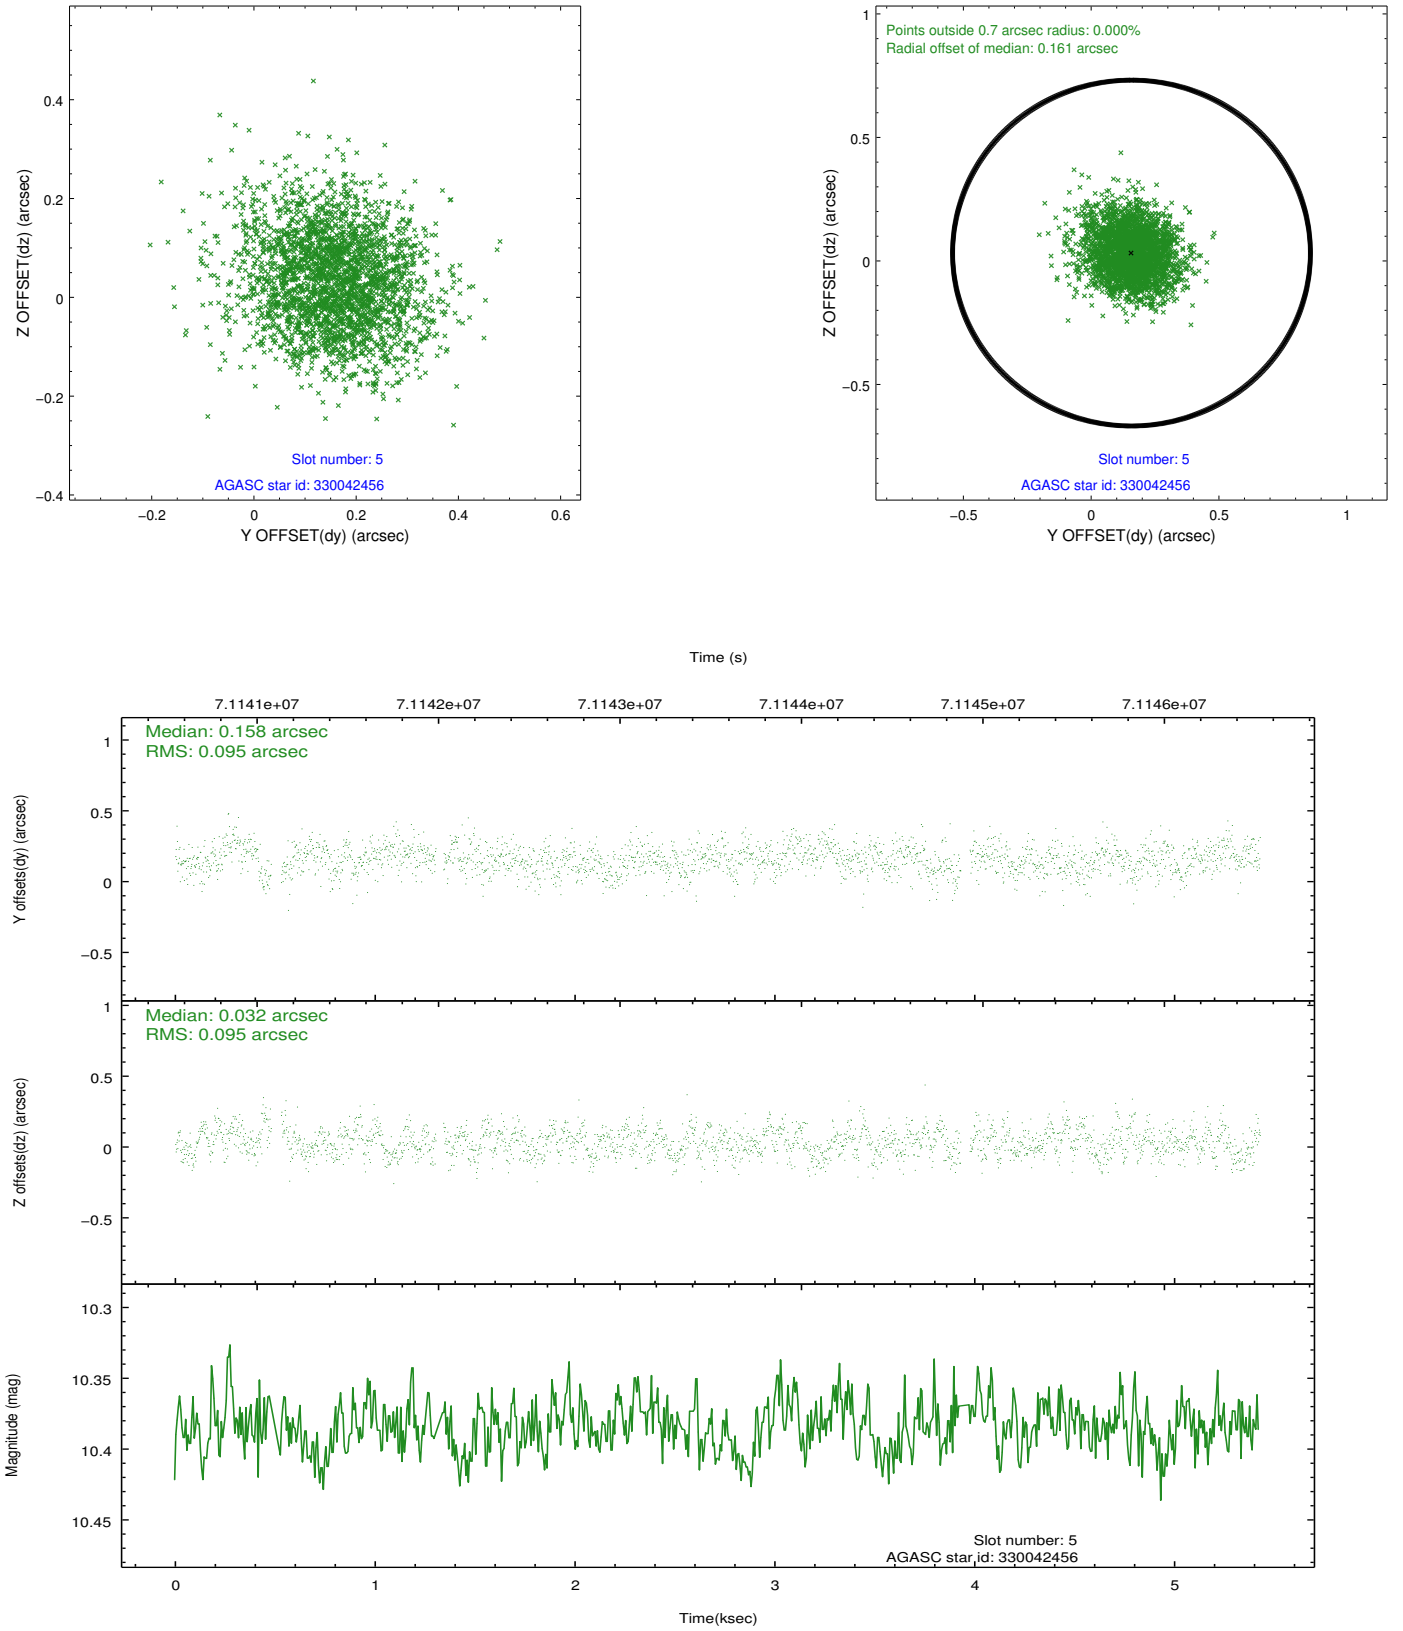 0.4
0.2
0
−0.2
−0.4
Z OFFSET(dz) (arcsec)
Slot number: 5
AGASC star id: 330042456
−0.2 0 0.2 0.4 0.6
Y OFFSET(dy) (arcsec)
1
0.5
0
−0.5
Z OFFSET(dz) (arcsec)
Points outside 0.7 arcsec radius: 0.000%
Radial offset of median: 0.161 arcsec
Slot number: 5
AGASC star id: 330042456
−0.5 0 0.5 1
Y OFFSET(dy) (arcsec)
Time (s)
7.1141e+07 7.1142e+07 7.1143e+07 7.1144e+07 7.1145e+07 7.1146e+07
Median: 0.158 arcsec
RMS: 0.095 arcsec
1
0.5
0
−0.5
Y offsets(dy) (arcsec)
Median: 0.032 arcsec
RMS: 0.095 arcsec
1
0.5
0
−0.5
Z offsets(dz) (arcsec)
10.3
10.35
10.4
10.45
Magnitude (mag)
Slot number: 5
AGASC star id: 330042456
0 1 2 3 4 5
Time(ksec)